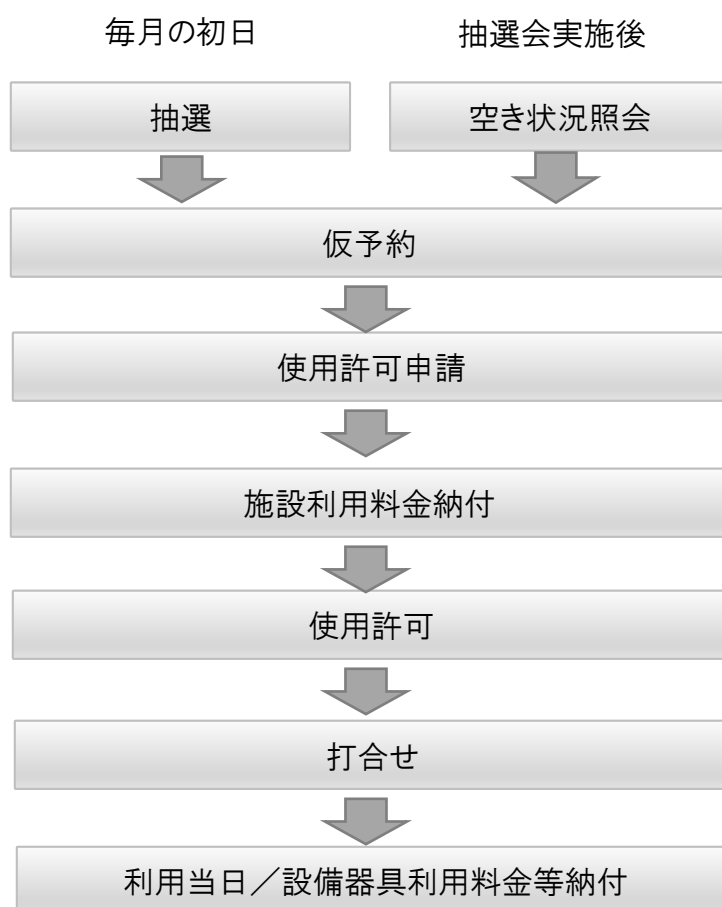 毎月の初日
抽選会実施後
抽選
空き状況照会
仮予約
使用許可申請
施設利用料金納付
使用許可
打合せ
利用当日／設備器具利用料金等納付